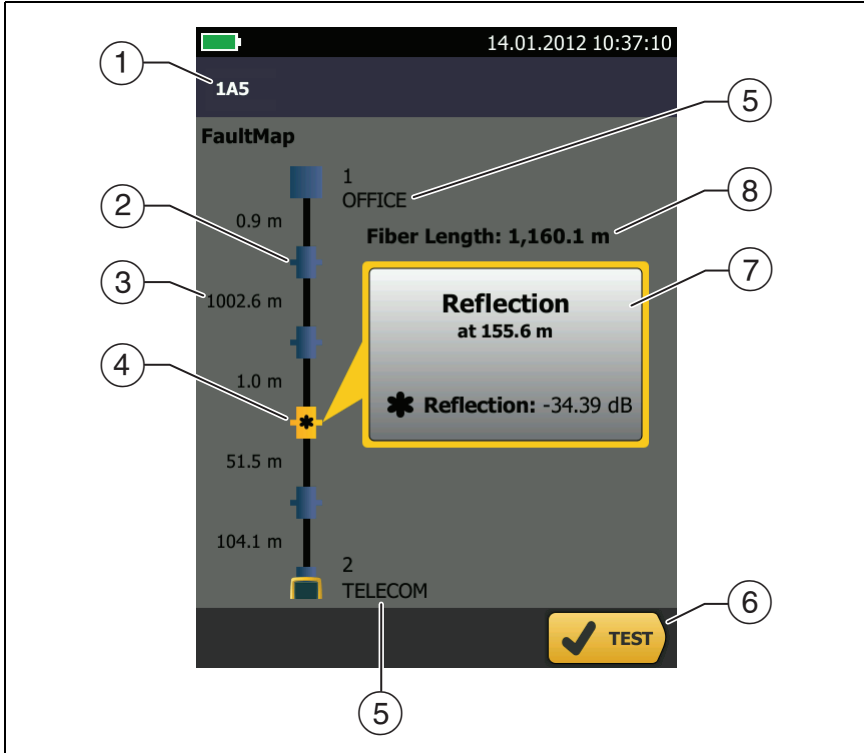 14.01.2012 10:37:10
1
1A5
5
FaultMap
1
OFFICE
8
0.9 m
2
Fiber Length: 1,160.1 m
7
3
1002.6 m
Reflection
at 155.6 m
4
1.0 m
✱ Reflection: -34.39 dB
✱
51.5 m
104.1 m
2
TELECOM
6
TEST
5